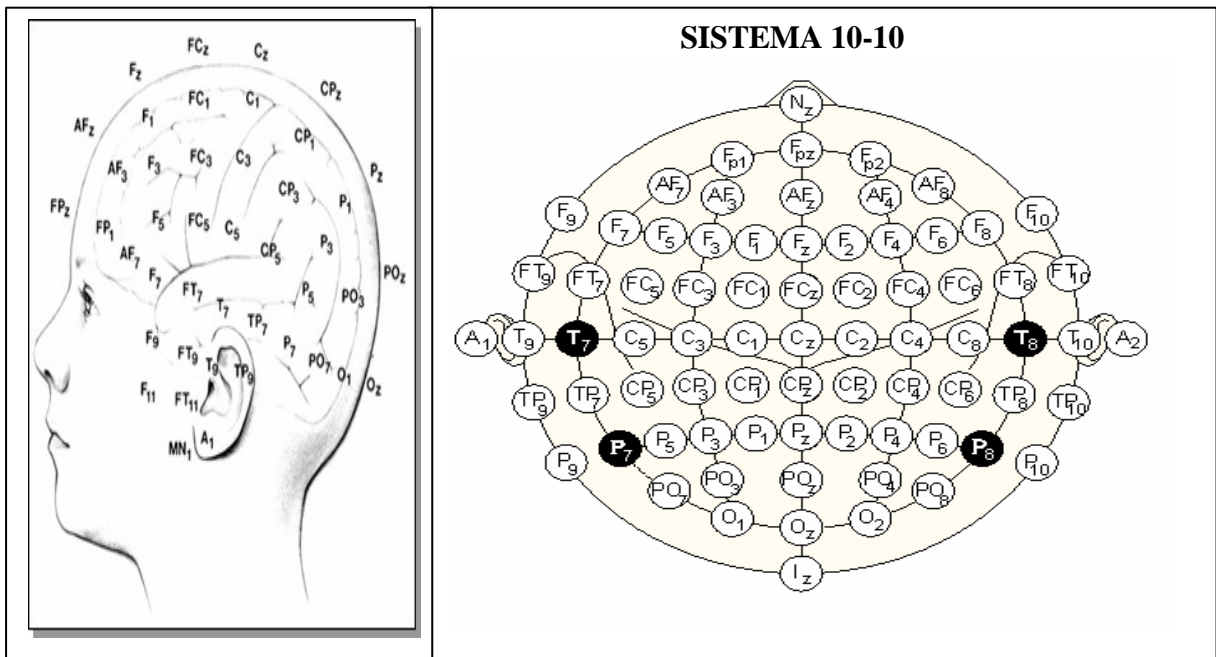 FCz Cz
Fz
CPz
FC1 C1
F1
AFz
CP1
FC3 C3
F3
AF3
Pz
CP3
P1
FPz
F5 FC5 C5
FP1
CP5 P3
AF7
F7
POz
FT7
P5
T7
PO3
TP7
F9
P7
FT9 T9 TP9
PO7 O1 Oz
F11
FT11
A1
MN1
SISTEMA 10-10
Nz
Fp1 Fpz Fp2
AF7 AF3 AFz AF4 AF8
F9 F7 F5 F3 F1 Fz F2 F4 F6 F8 F10
FT9 FT7 FC5 FC3 FC1 FCz FC2 FC4 FC6 FT8 FT10
A1 T9 T7 C5 C3 C1 Cz C2 C4 C8 T8 T10 A2
TP9 TP7 CP5 CP3 CP1 CPz CP2 CP4 CP6 TP8 TP10
P9 P7 P5 P3 P1 Pz P2 P4 P6 P8 P10
PO7 PO3 POz PO4 PO8
O1 Oz O2
Iz